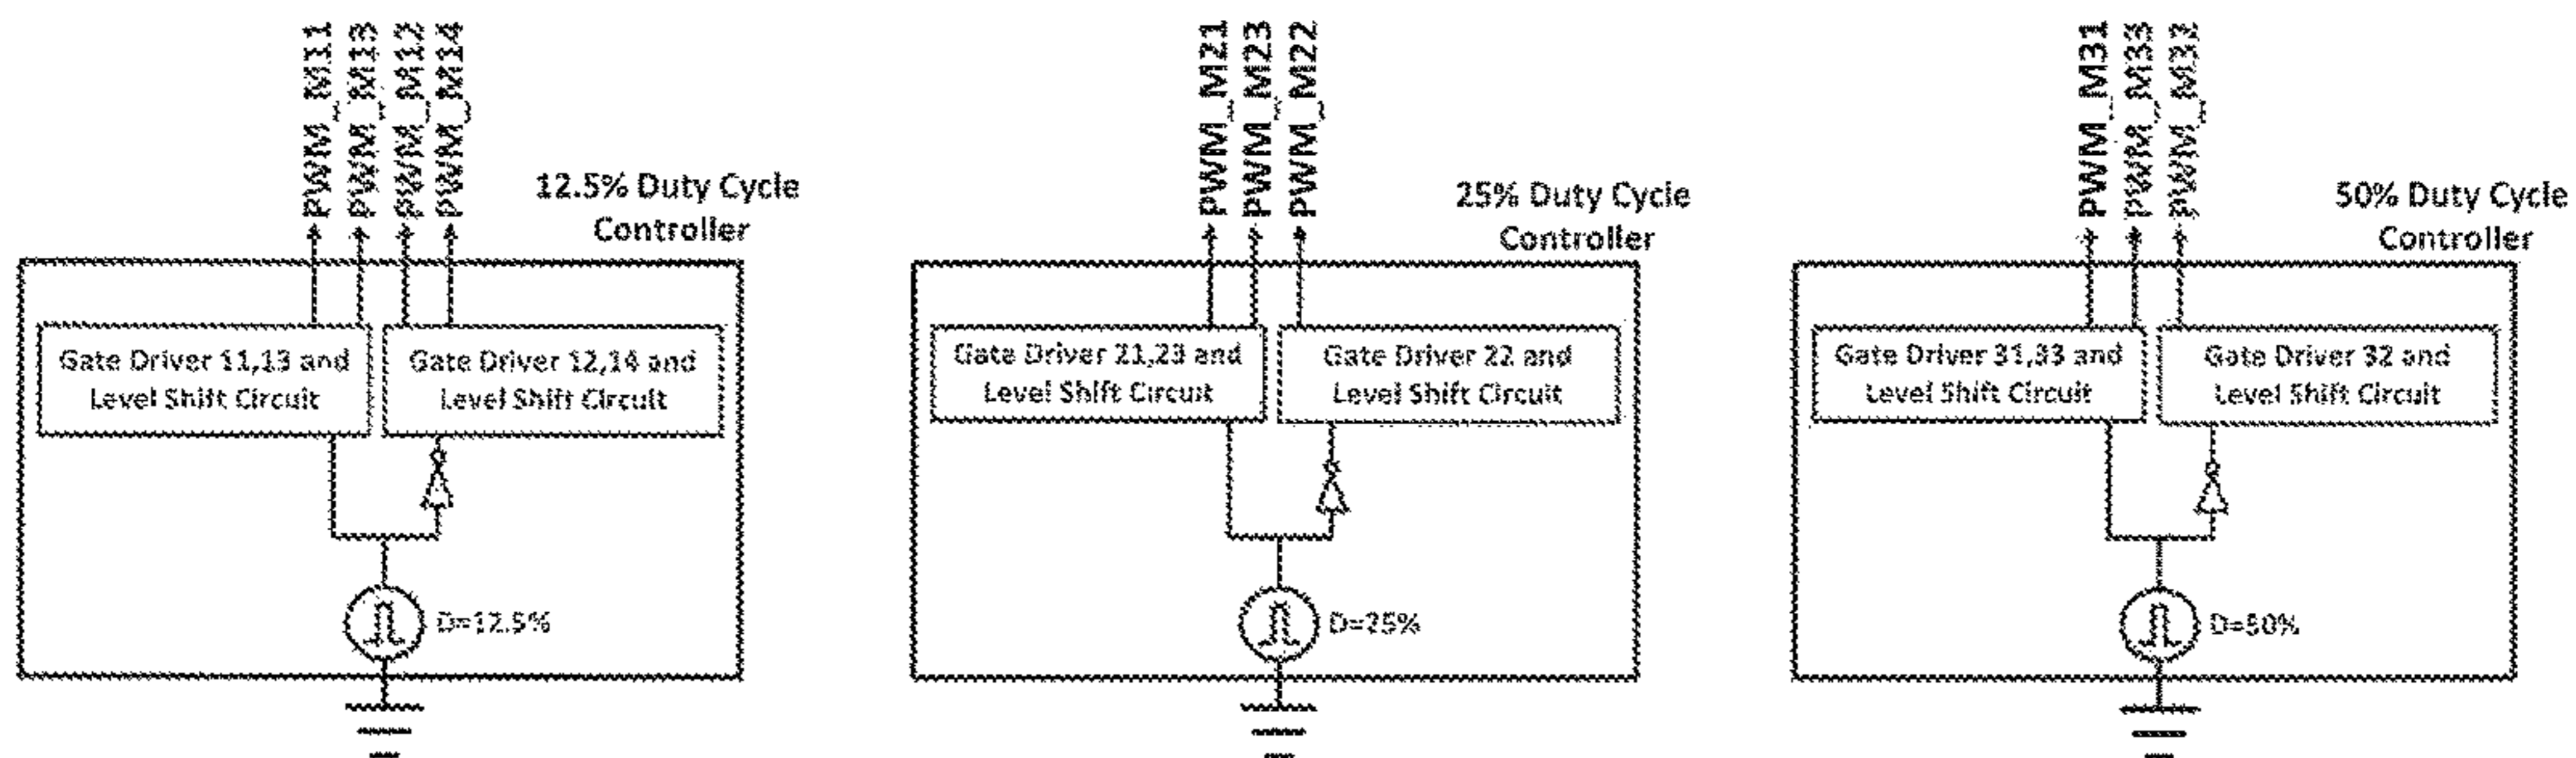 PWM_M11
PWM_M13
PWM_M12
PWM_M14
12.5% Duty Cycle
Controller
Gate Driver 11,13 and
Level Shift Circuit
Gate Driver 12,14 and
Level Shift Circuit
D=12.5%
PWM_M21
PWM_M23
PWM_M22
25% Duty Cycle
Controller
Gate Driver 21,23 and
Level Shift Circuit
Gate Driver 22 and
Level Shift Circuit
D=25%
PWM_M31
PWM_M33
PWM_M32
50% Duty Cycle
Controller
Gate Driver 31,33 and
Level Shift Circuit
Gate Driver 32 and
Level Shift Circuit
D=50%